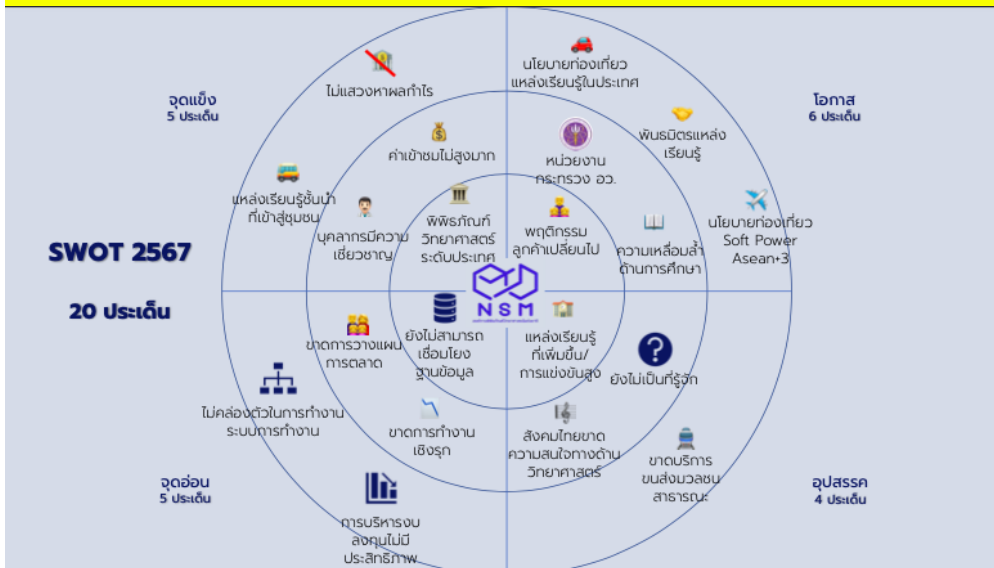 SWOT 2567
20 ประเด็น
จุดแข็ง
5 ประเด็น
ไม่แสวงหาผลกำไร
ค่าเข้าชมไม่สูงมาก
แหล่งเรียนรู้ชั้นนำ
ที่เข้าสู่ชุมชน
บุคลากรมีความ
เชี่ยวชาญ
พิพิธภัณฑ์
วิทยาศาสตร์
ระดับประเทศ
โอกาส
6 ประเด็น
นโยบายท่องเที่ยว
แหล่งเรียนรู้ในประเทศ
พันธมิตรแหล่ง
เรียนรู้
หน่วยงาน
กระทรวง อว.
นโยบายท่องเที่ยว
Soft Power
Asean+3
พฤติกรรม
ลูกค้าเปลี่ยนไป
ความเหลื่อมล้ำ
ด้านการศึกษา
NSM
ขาดการวางแผน
การตลาด
ยังไม่สามารถ
เชื่อมโยง
ฐานข้อมูล
ไม่คล่องตัวในการทำงาน
ระบบการทำงาน
ขาดการทำงาน
เชิงรุก
จุดอ่อน
5 ประเด็น
การบริหารงบ
ลงทุนไม่มี
ประสิทธิภาพ
แหล่งเรียนรู้
ที่เพิ่มขึ้น/
การแข่งขันสูง
ยังไม่เป็นที่รู้จัก
สังคมไทยขาด
ความสนใจทางด้าน
วิทยาศาสตร์
ขาดบริการ
ขนส่งมวลชน
สาธารณะ
อุปสรรค
4 ประเด็น